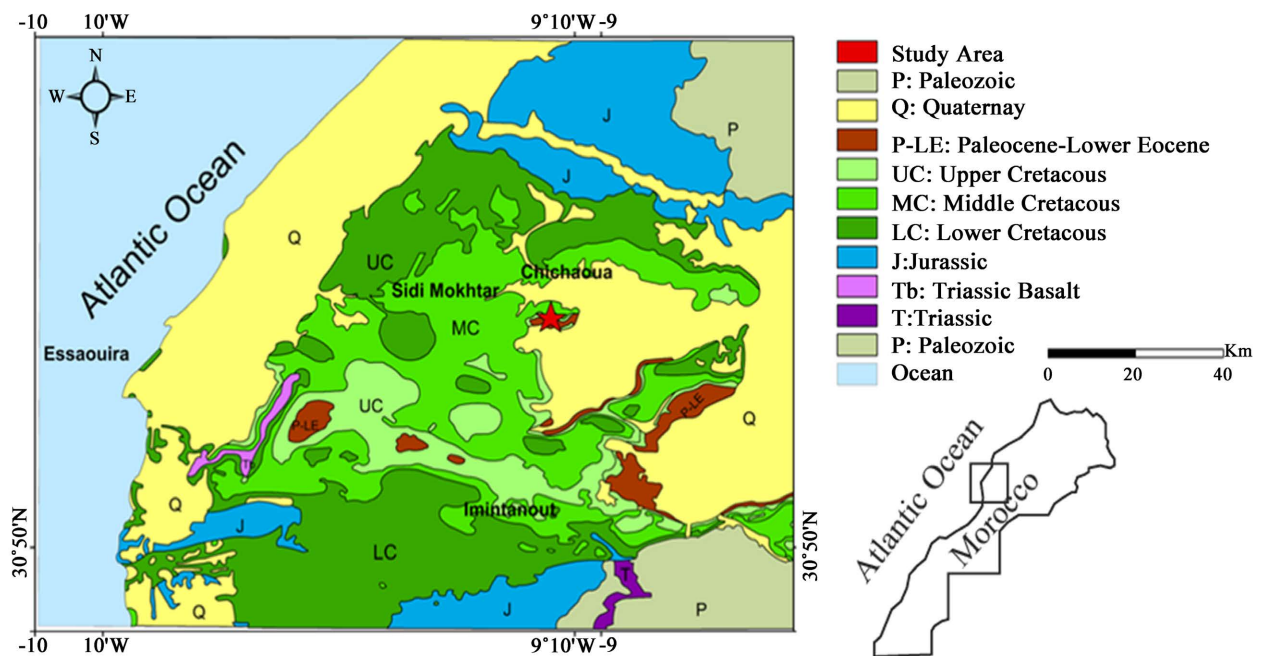 -10 10'W 9°10'W-9
N
W E
S
Atlantic Ocean
Essaouira
Q
J
P
J
UC
Chichaoua
Sidi Mokhtar
MC
UC
P-LE
P-LE
Q
Tb
Q
Imintanout
J
LC
T
Q
J
P
30°50'N
30°50'N
-10 10'W 9°10'W-9
Study Area
P: Paleozoic
Q: Quaternay
P-LE: Paleocene-Lower Eocene
UC: Upper Cretacous
MC: Middle Cretacous
LC: Lower Cretacous
J:Jurassic
Tb: Triassic Basalt
T:Triassic
P: Paleozoic
Ocean
Km
0 20 40
Atlantic Ocean
Morocco